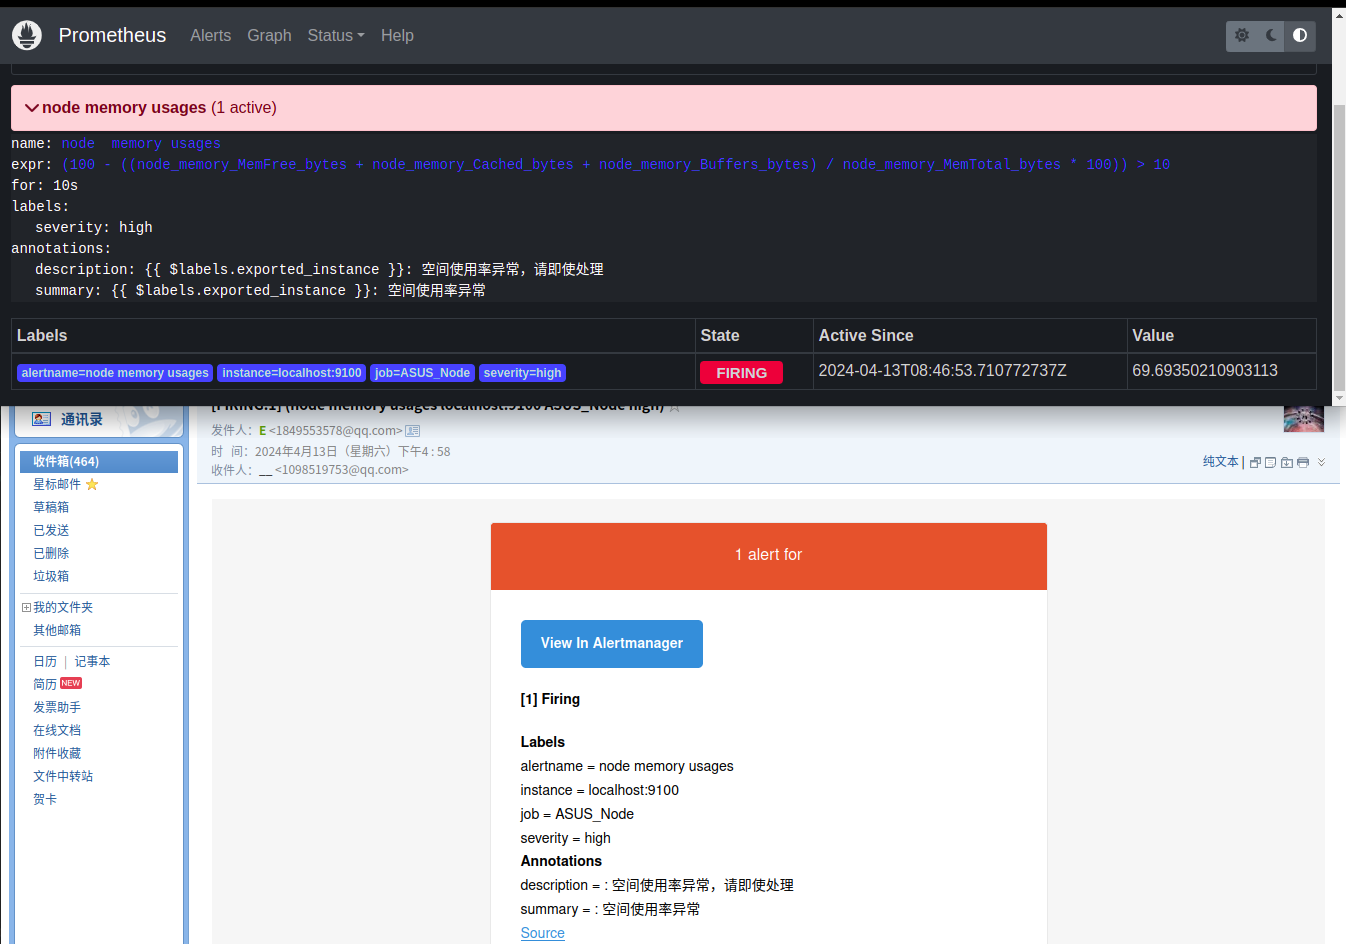 Prometheus Alerts Graph Status Help
node memory usages (1 active)
name: node  memory usages
expr: (100 - ((node_memory_MemFree_bytes + node_memory_Cached_bytes + node_memory_Buffers_bytes) / node_memory_MemTotal_bytes * 100)) > 10
for: 10s
labels:
severity: high
annotations:
description: {{ $labels.exported_instance }}: 空间使用率异常，请即使处理
summary: {{ $labels.exported_instance }}: 空间使用率异常
Labels State Active Since Value
alertname=node memory usages instance=localhost:9100 job=ASUS_Node severity=high FIRING 2024-04-13T08:46:53.710772737Z 69.69350210903113
[FIRING:1] (node memory usages localhost:9100 ASUS_Node high)
通讯录
发件人：E <1849553578@qq.com>
时 间：2024年4月13日（星期六）下午4:58
收件人：__ <1098519753@qq.com>
纯文本 |
收件箱(464)
星标邮件
草稿箱
已发送
已删除
垃圾箱
我的文件夹
其他邮箱
日历 | 记事本
简历 NEW
发票助手
在线文档
附件收藏
文件中转站
贺卡
1 alert for
View In Alertmanager
[1] Firing
Labels
alertname = node memory usages
instance = localhost:9100
job = ASUS_Node
severity = high
Annotations
description = : 空间使用率异常，请即使处理
summary = : 空间使用率异常
Source